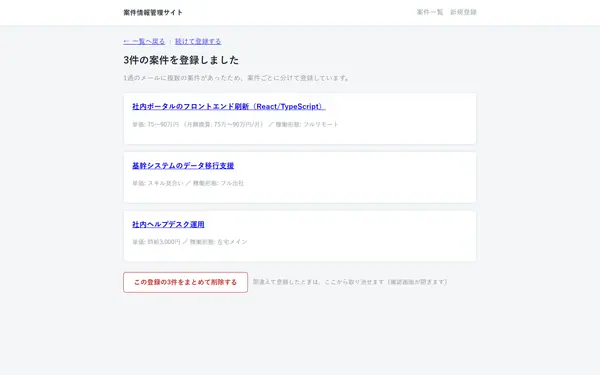 案件情報管理サイト
案件一覧 新規登録
← 一覧へ戻る | 続けて登録する
3件の案件を登録しました
1通のメールに複数の案件があったため、案件ごとに分けて登録しています。
社内ポータルのフロントエンド刷新（React/TypeScript）
単価: 75〜90万円 （月額換算: 75万〜90万円/月） ／ 稼働形態: フルリモート
基幹システムのデータ移行支援
単価: スキル見合い ／ 稼働形態: フル出社
社内ヘルプデスク運用
単価: 時給3,000円 ／ 稼働形態: 在宅メイン
この登録の3件をまとめて削除する
間違えて登録したときは、ここから取り消せます（確認画面が開きます）